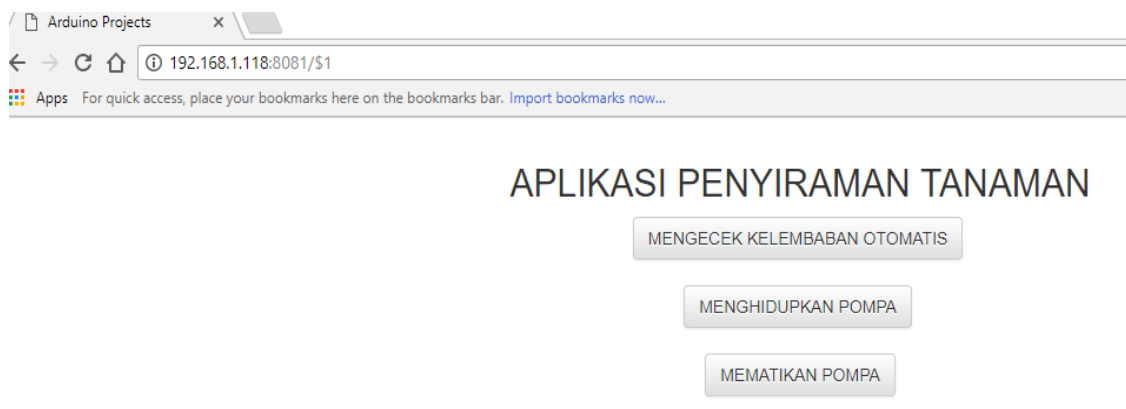 Arduino Projects
192.168.1.118:8081/$1
Apps For quick access, place your bookmarks here on the bookmarks bar. Import bookmarks now...
APLIKASI PENYIRAMAN TANAMAN
MENGECEK KELEMBABAN OTOMATIS
MENGHIDUPKAN POMPA
MEMATIKAN POMPA